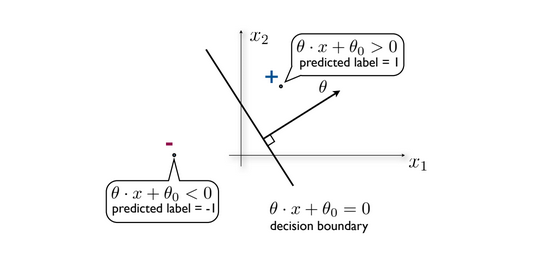 x₂
θ · x + θ₀ > 0
predicted label = 1
+
θ
-
x₁
θ · x + θ₀ < 0
predicted label = -1
θ · x + θ₀ = 0
decision boundary